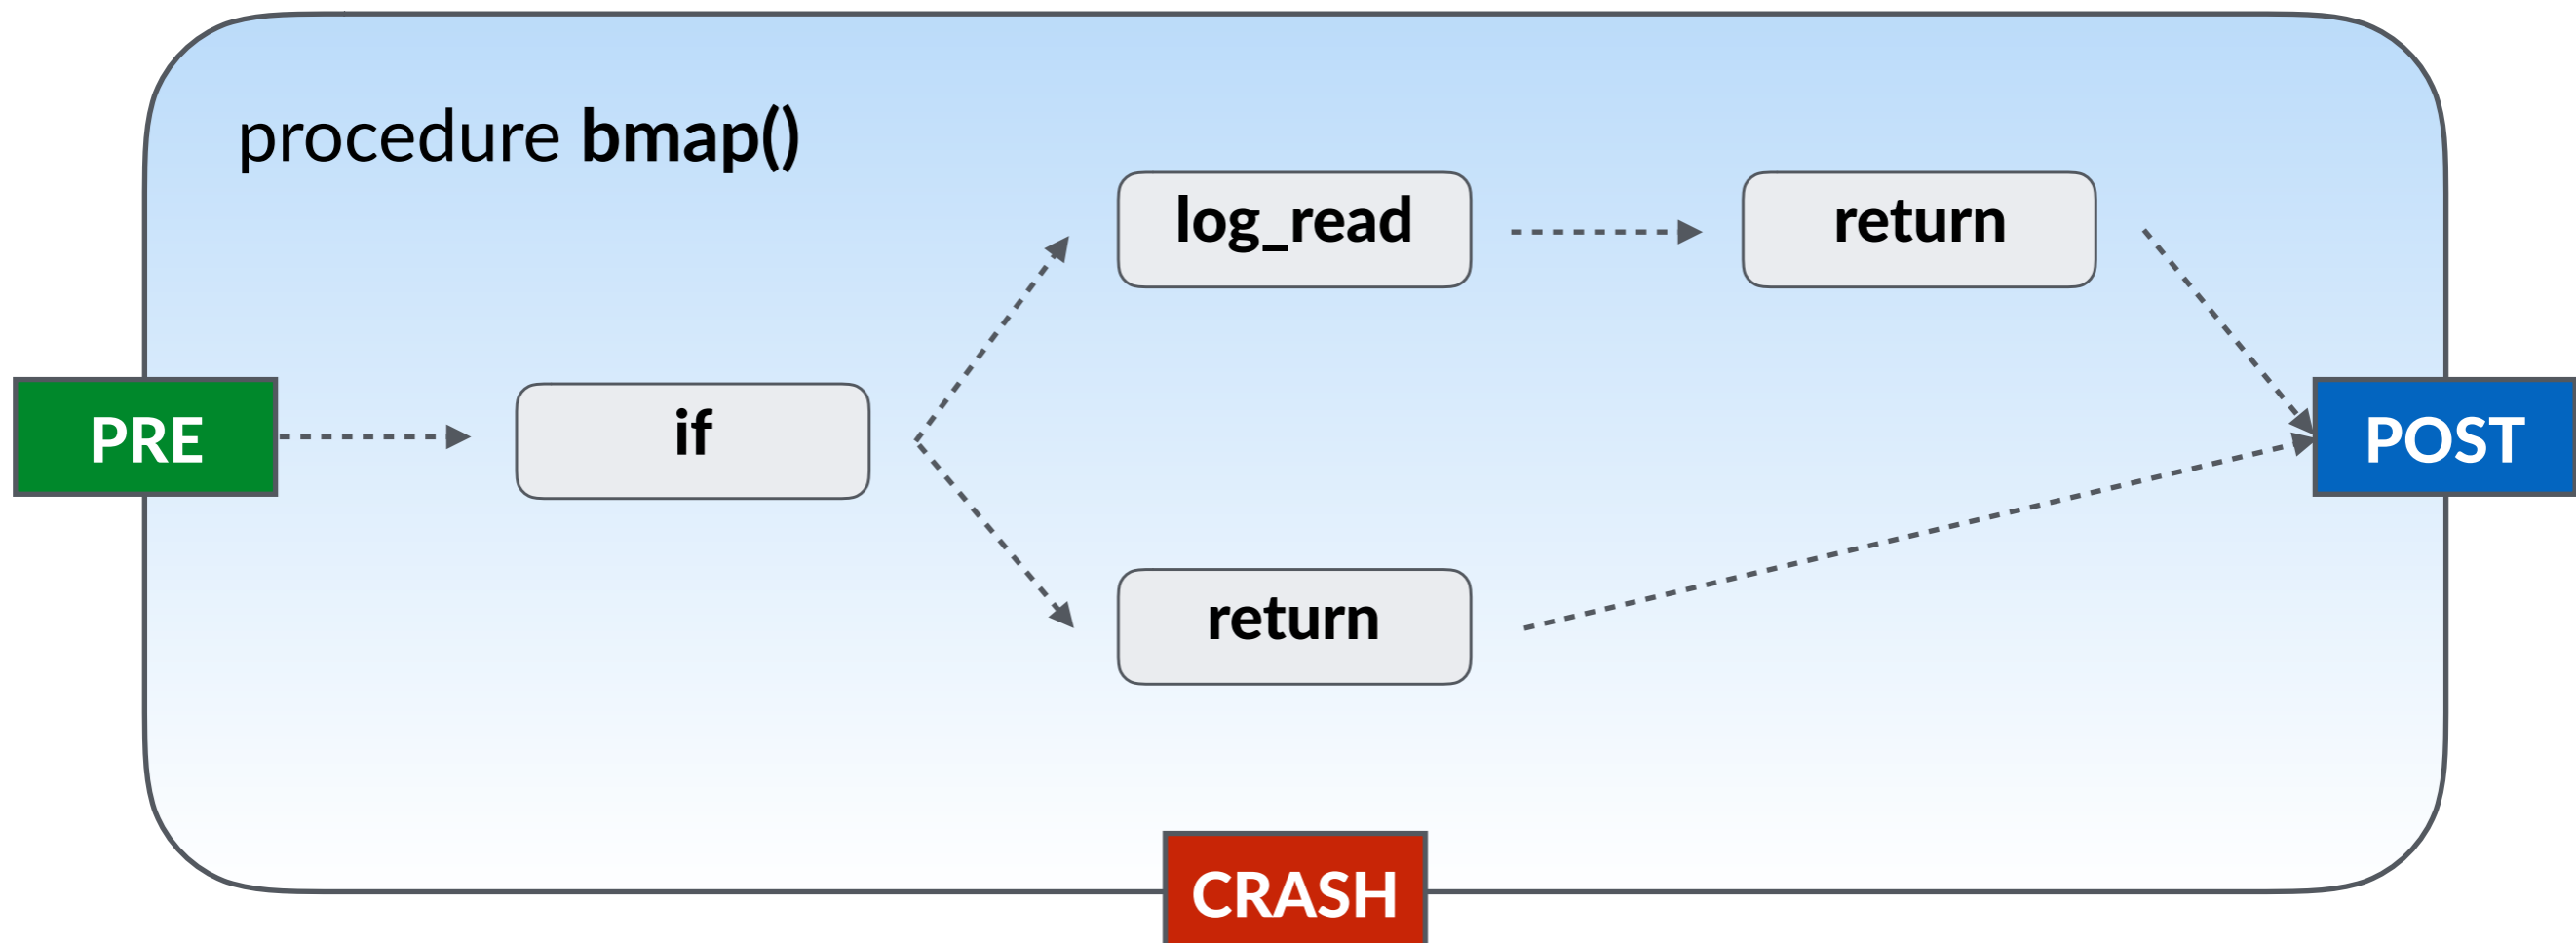 procedure bmap()
log_read
return
PRE
if
POST
return
CRASH